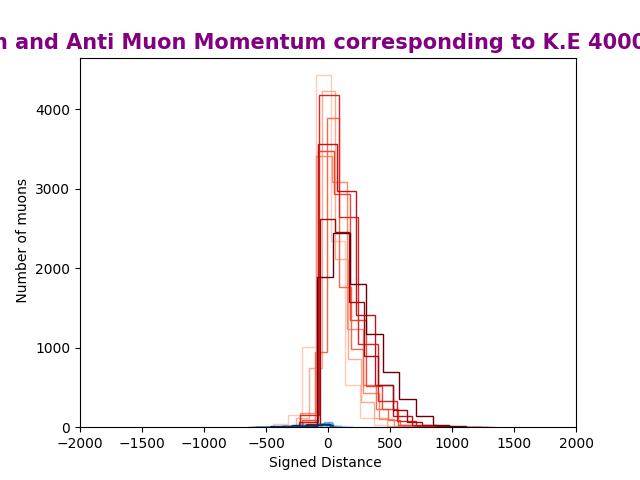 and Anti Muon Momentum corresponding to K.E 4000
Number of muons
4000
3000
2000
1000
0
−2000 −1500 −1000 −500 0 500 1000 1500 2000
Signed Distance